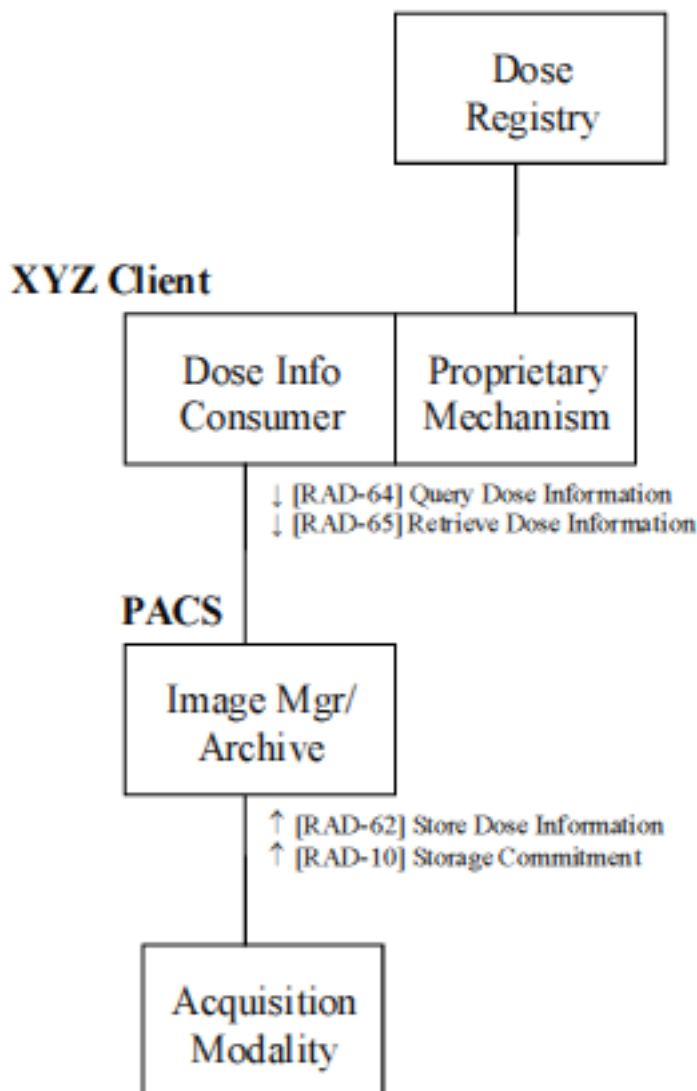 Dose
Registry
XYZ Client
Dose Info
Consumer
Proprietary
Mechanism
↓ [RAD-64] Query Dose Information
↓ [RAD-65] Retrieve Dose Information
PACS
Image Mgr/
Archive
↑ [RAD-62] Store Dose Information
↑ [RAD-10] Storage Commitment
Acquisition
Modality